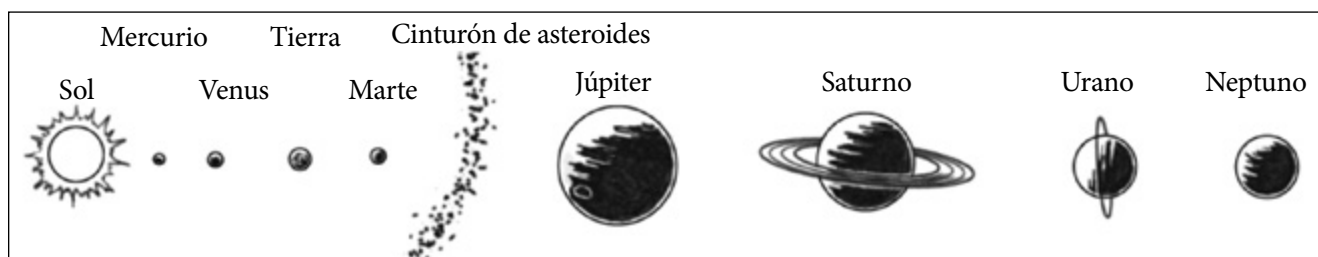 Mercurio Tierra Cinturón de asteroides
Sol Venus Marte Júpiter Saturno Urano Neptuno